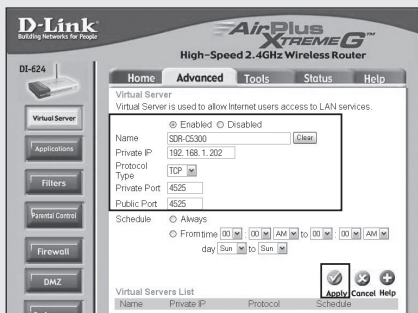 D-Link
Building Networks for People
AirPlus
XTREME G™
High-Speed 2.4GHz Wireless Router
DI-624
Home Advanced Tools Status Help
Virtual Server
Virtual Server is used to allow Internet users access to LAN services.
Enabled Disabled
Name SDR-C5300 Clear
Private IP 192.168.1.202
Protocol Type TCP
Private Port 4525
Public Port 4525
Schedule Always
From time 00 : 00 AM to 00 : 00 AM
day Sun to Sun
Apply Cancel Help
Virtual Servers List
Name Private IP Protocol Schedule
Virtual Server
Applications
Filters
Parental Control
Firewall
DMZ